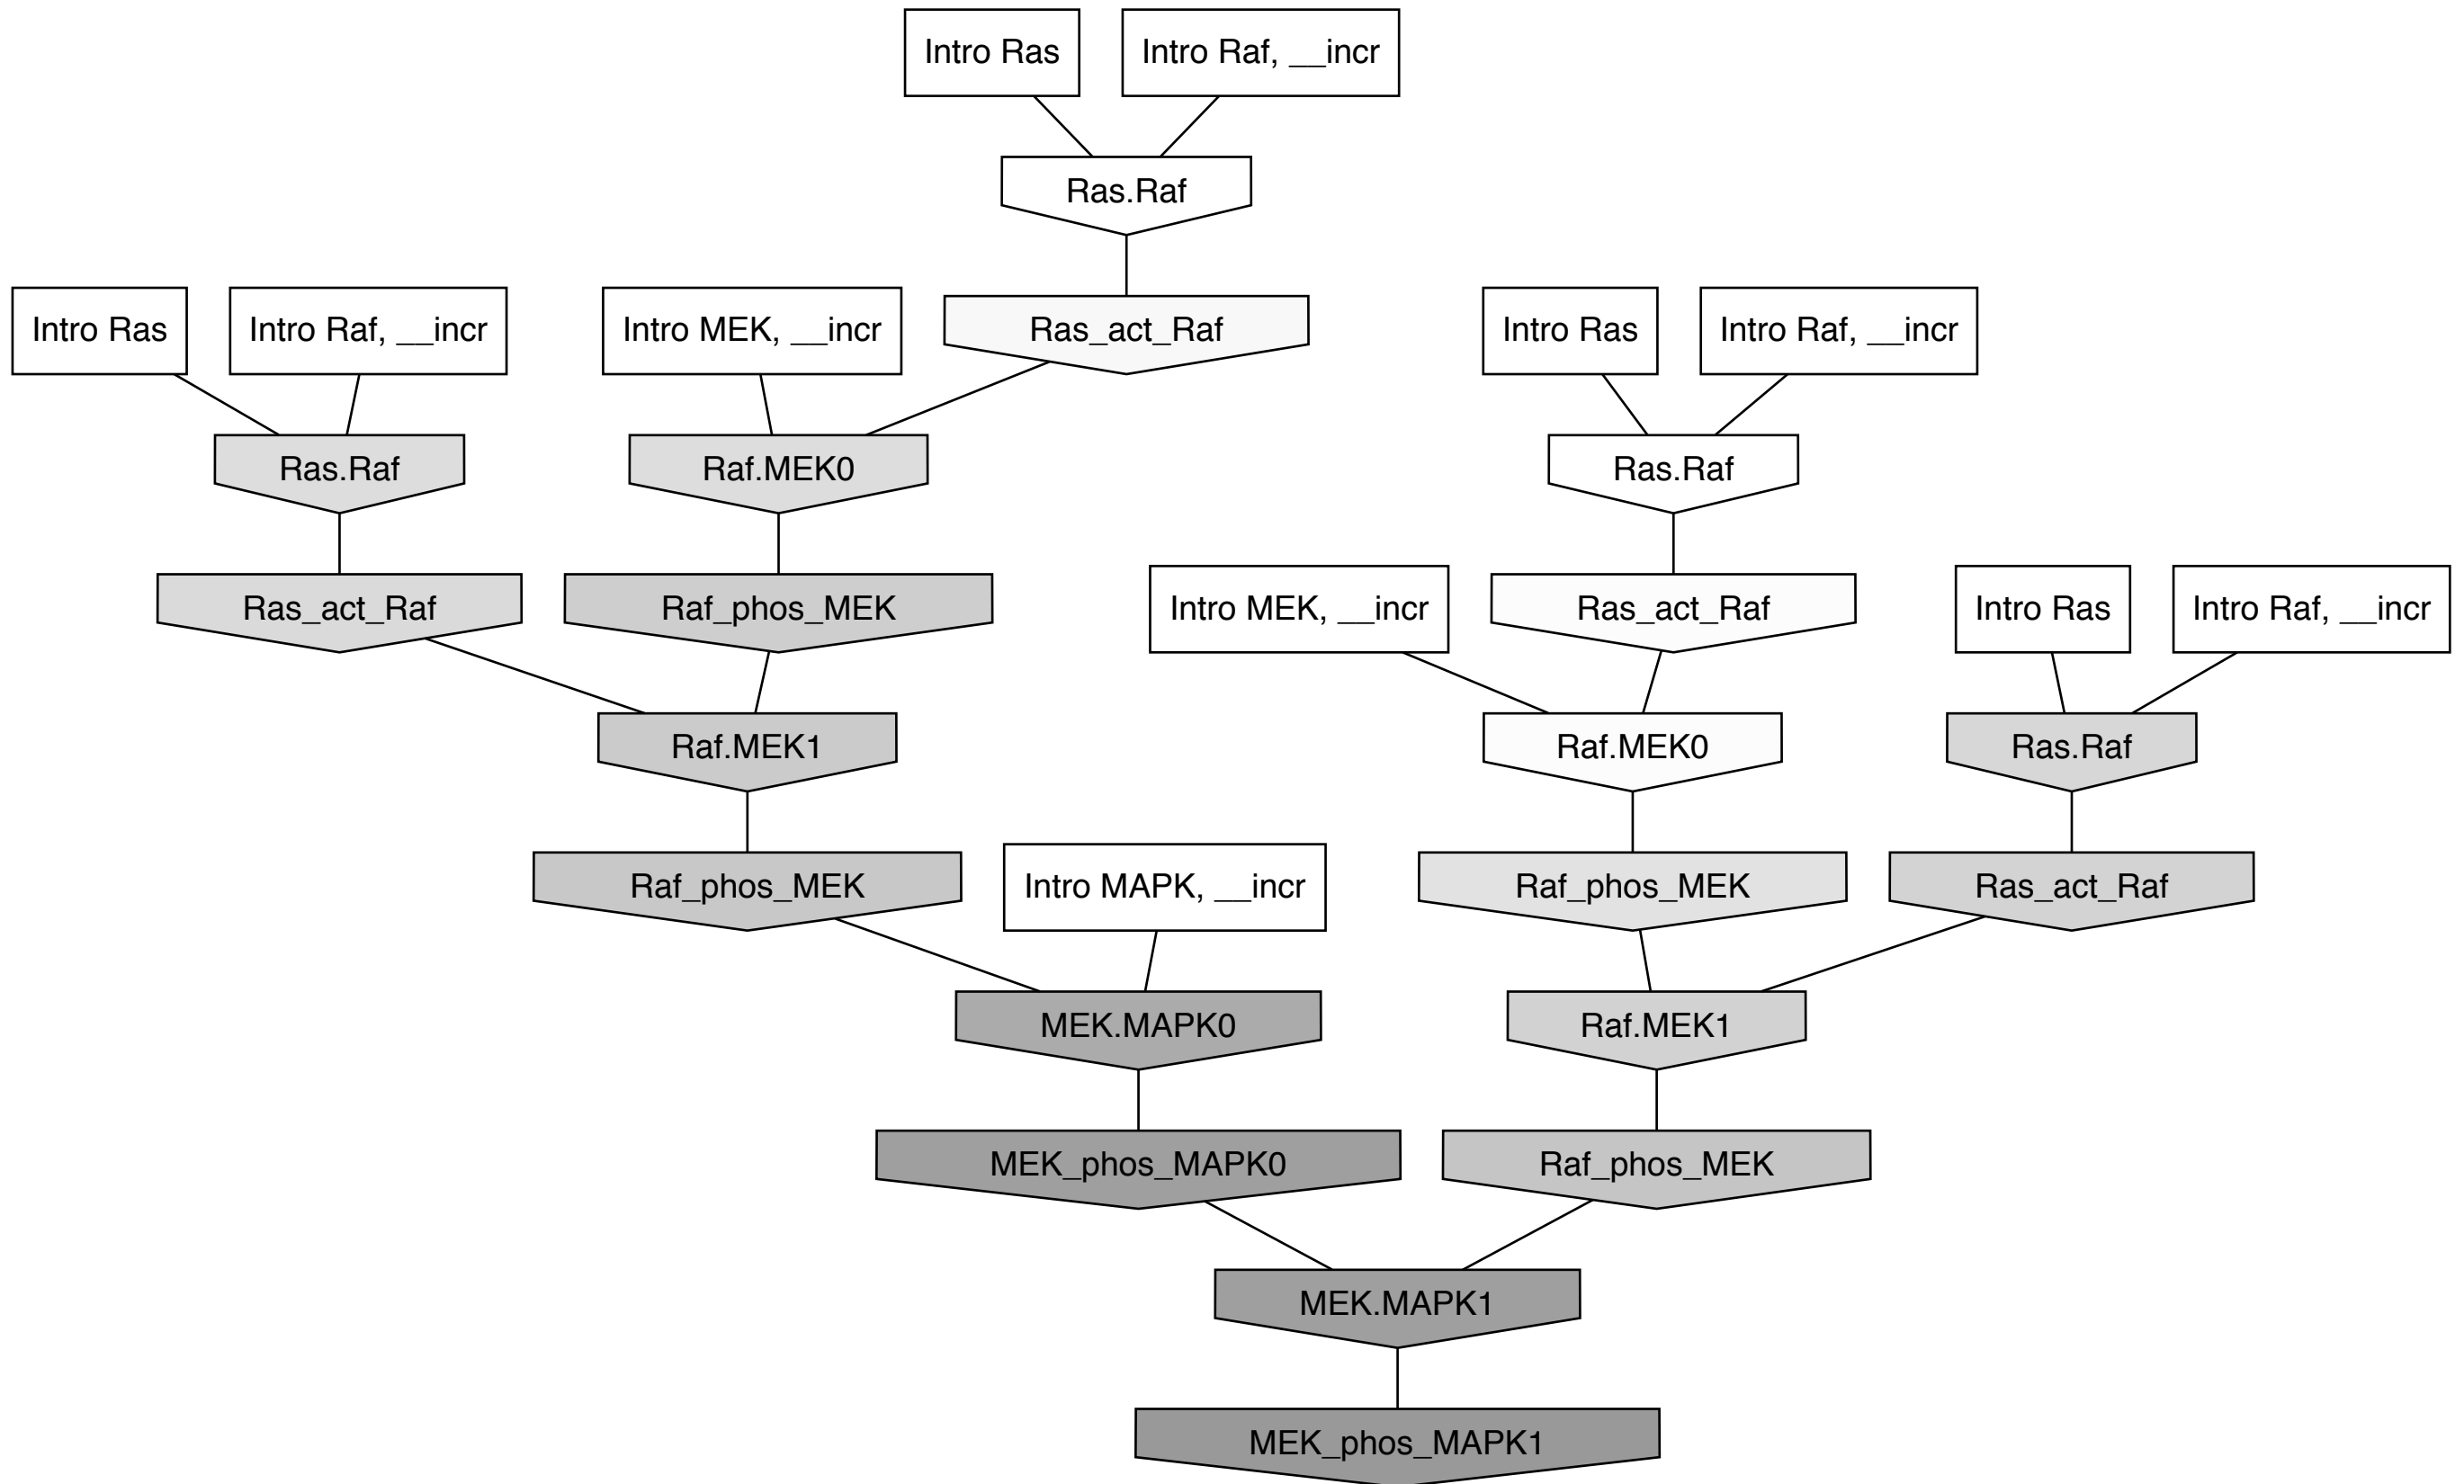 Intro Ras
Intro Raf, __incr
Ras.Raf
Intro Ras
Intro Raf, __incr
Intro MEK, __incr
Ras_act_Raf
Intro Ras
Intro Raf, __incr
Ras.Raf
Raf.MEK0
Ras.Raf
Ras_act_Raf
Raf_phos_MEK
Intro MEK, __incr
Ras_act_Raf
Intro Ras
Intro Raf, __incr
Raf.MEK1
Raf.MEK0
Ras.Raf
Raf_phos_MEK
Intro MAPK, __incr
Raf_phos_MEK
Ras_act_Raf
MEK.MAPK0
Raf.MEK1
MEK_phos_MAPK0
Raf_phos_MEK
MEK.MAPK1
MEK_phos_MAPK1